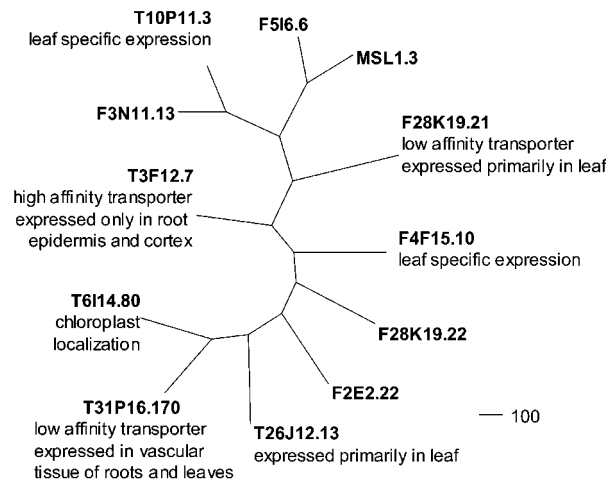 T10P11.3
leaf specific expression
F5I6.6
MSL1.3
F3N11.13
F28K19.21
low affinity transporter
expressed primarily in leaf
T3F12.7
high affinity transporter
expressed only in root
epidermis and cortex
F4F15.10
leaf specific expression
T6I14.80
chloroplast
localization
F28K19.22
F2E2.22
T31P16.170
low affinity transporter
expressed in vascular
tissue of roots and leaves
T26J12.13
expressed primarily in leaf
100